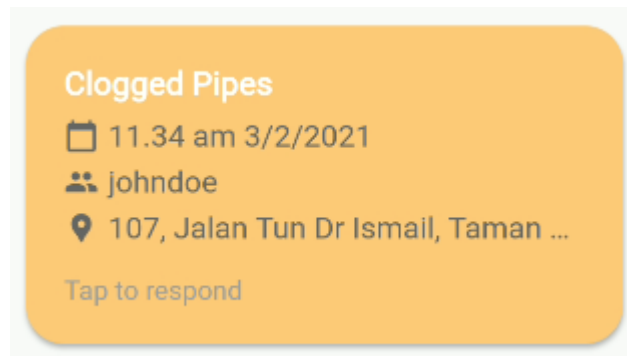 Clogged Pipes
11.34 am 3/2/2021
johndoe
107, Jalan Tun Dr Ismail, Taman ...
Tap to respond